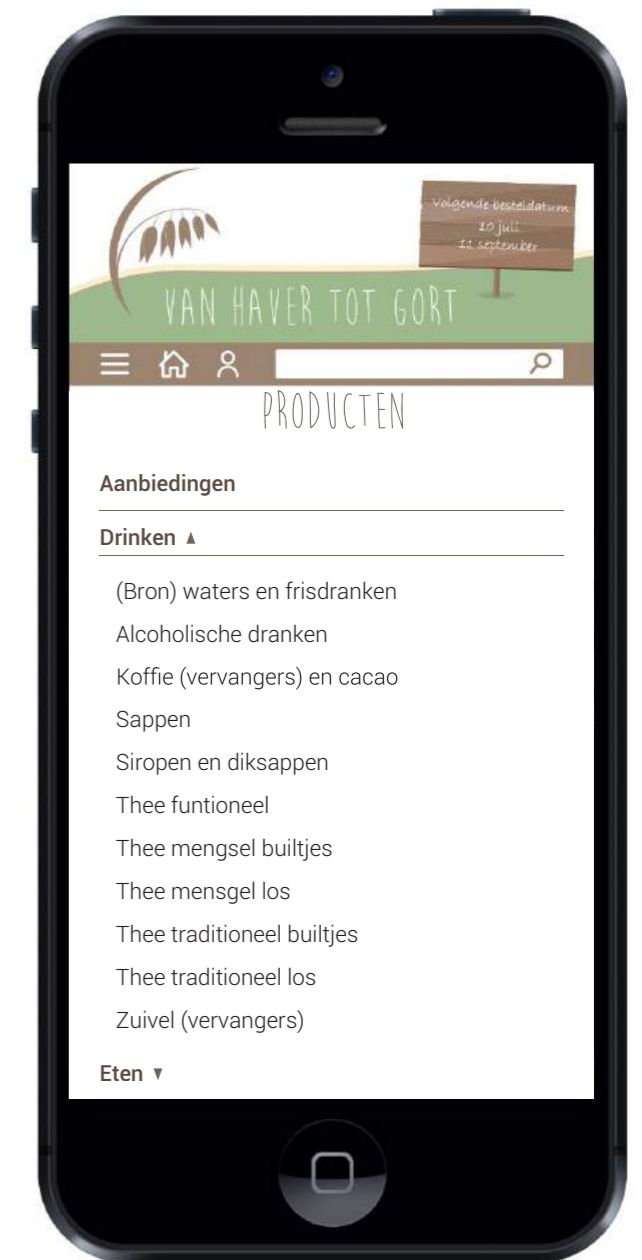 Volgende besteldatum
10 juli
11 september
VAN HAVER TOT GORT
PRODUCTEN
Aanbiedingen
Drinken ▲
(Bron) waters en frisdranken
Alcoholische dranken
Koffie (vervangers) en cacao
Sappen
Siropen en diksappen
Thee funtioneel
Thee mengsel builtjes
Thee mensgel los
Thee traditioneel builtjes
Thee traditioneel los
Zuivel (vervangers)
Eten ▼